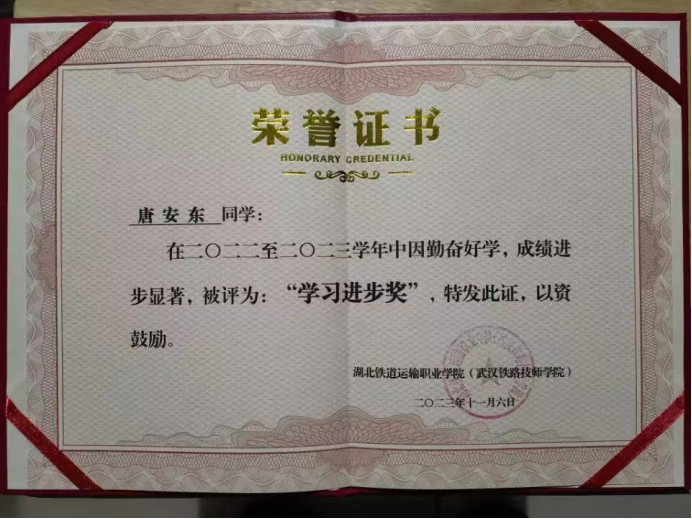 荣誉证书
HONORARY CREDENTIAL
唐安东 同学：
在二〇二二至二〇二三学年中因勤奋好学，成绩进
步显著，被评为：“学习进步奖”，特发此证，以资
鼓励。
湖北铁道运输职业学院（武汉铁路技师学院）
二〇二三年十一月六日